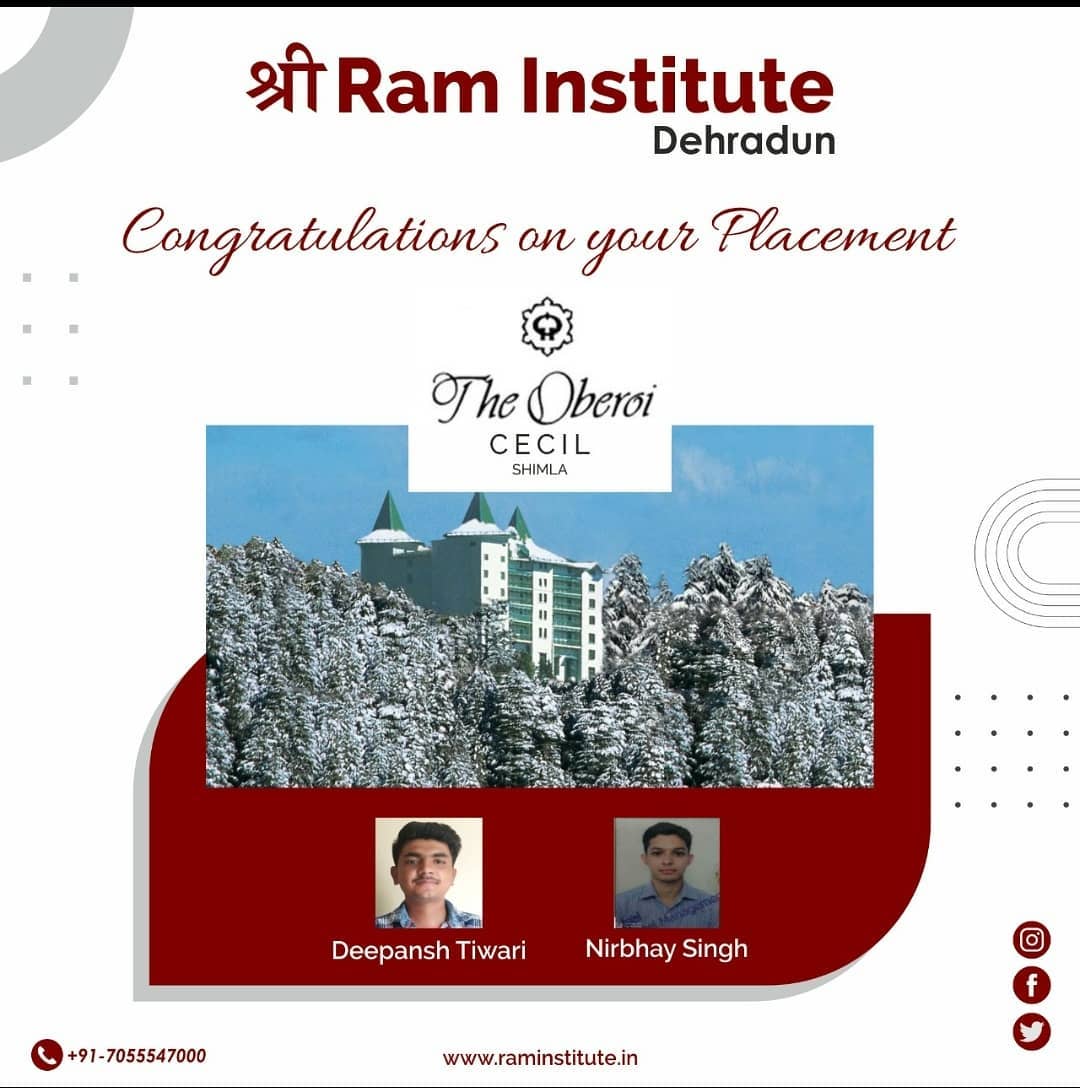 श्री Ram Institute
Dehradun
Congratulations on your Placement
The Oberoi
CECIL
SHIMLA
Management
Deepansh Tiwari
Nirbhay Singh
+91-7055547000
www.raminstitute.in